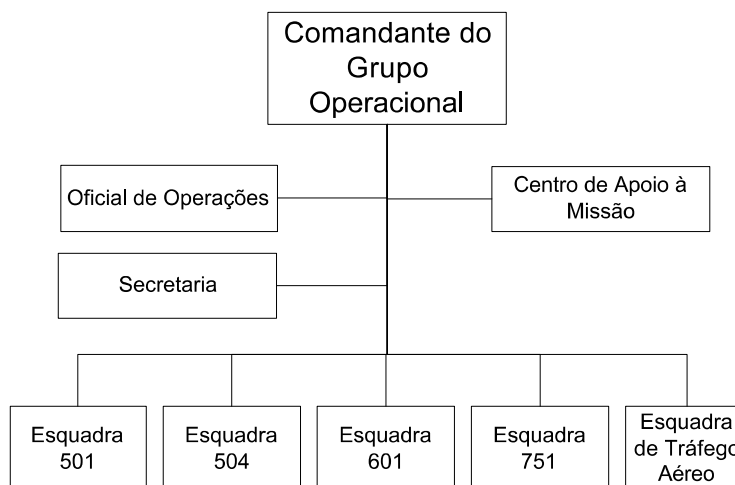 Comandante do
Grupo
Operacional
Oficial de Operações
Centro de Apoio à
Missão
Secretaria
Esquadra
501
Esquadra
504
Esquadra
601
Esquadra
751
Esquadra
de Tráfego
Aéreo